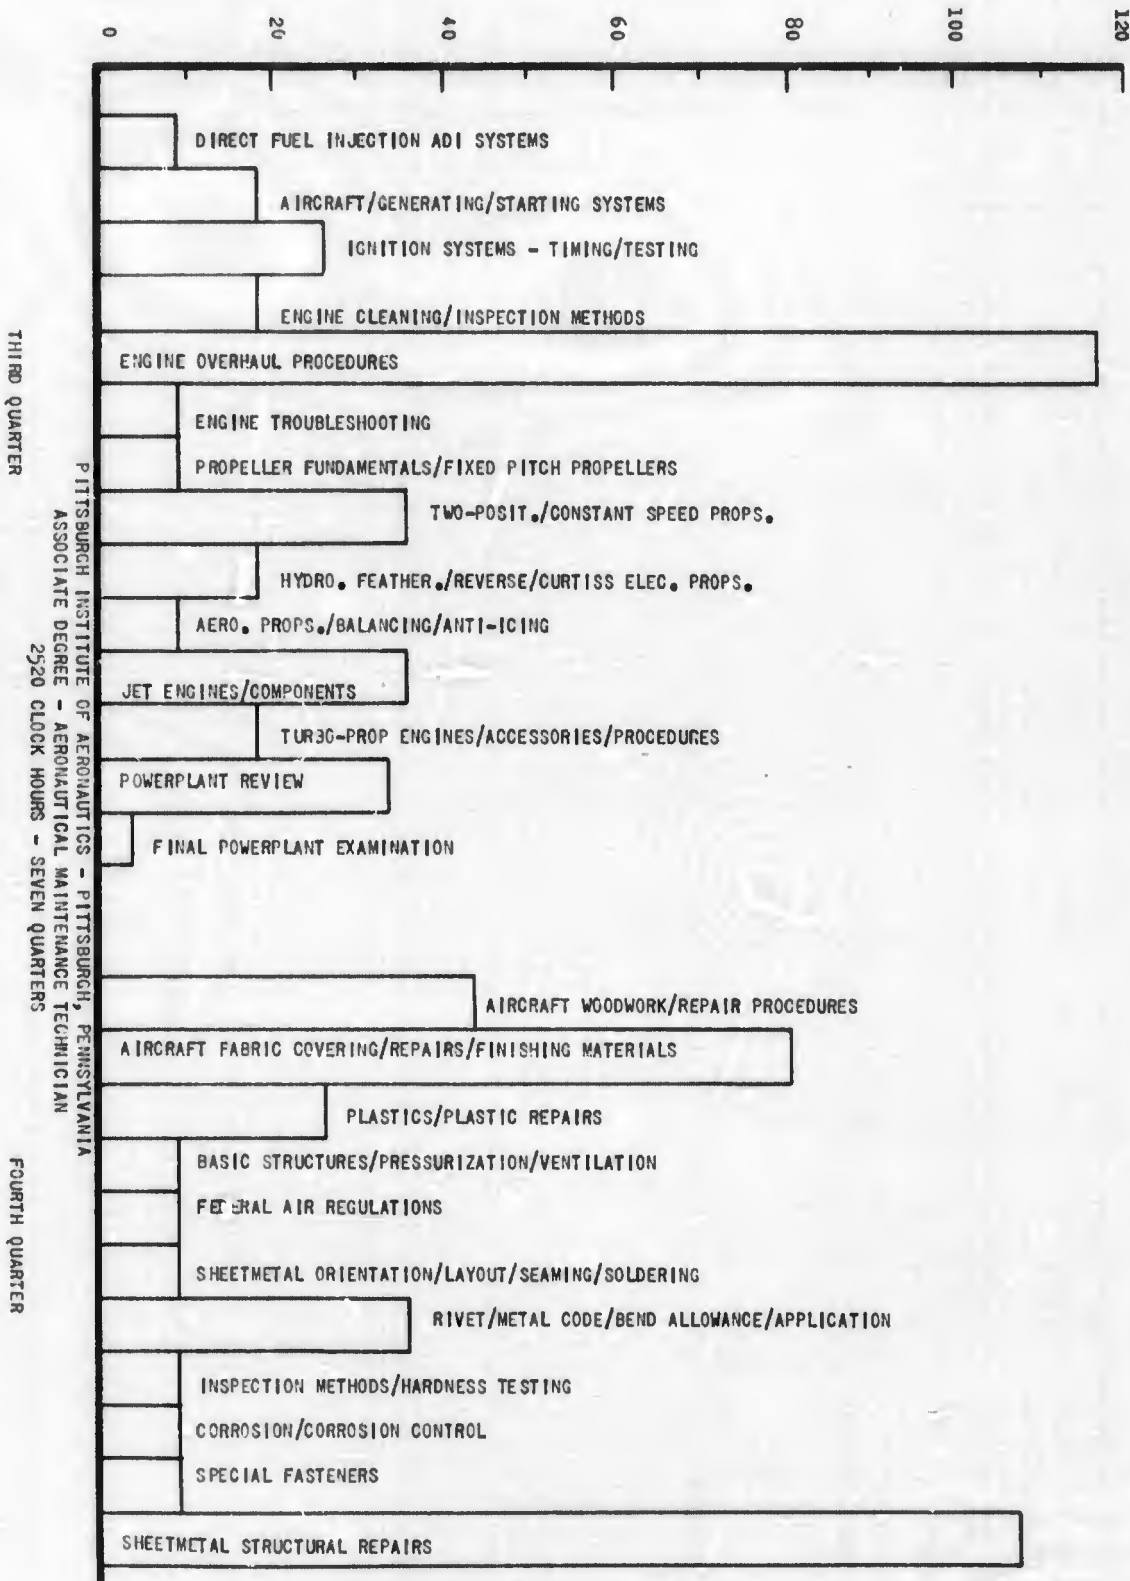 0
20
40
60
80
100
120
DIRECT FUEL INJECTION ADI SYSTEMS
AIRCRAFT/GENERATING/STARTING SYSTEMS
IGNITION SYSTEMS - TIMING/TESTING
ENGINE CLEANING/INSPECTION METHODS
ENGINE OVERHAUL PROCEDURES
ENGINE TROUBLESHOOTING
PROPELLER FUNDAMENTALS/FIXED PITCH PROPELLERS
TWO-POSIT./CONSTANT SPEED PROPS.
HYDRO. FEATHER./REVERSE/CURTISS ELEC. PROPS.
AERO. PROPS./BALANCING/ANTI-ICING
JET ENGINES/COMPONENTS
TURBO-PROP ENGINES/ACCESSORIES/PROCEDURES
POWERPLANT REVIEW
FINAL POWERPLANT EXAMINATION
AIRCRAFT WOODWORK/REPAIR PROCEDURES
AIRCRAFT FABRIC COVERING/REPAIRS/FINISHING MATERIALS
PLASTICS/PLASTIC REPAIRS
BASIC STRUCTURES/PRESSURIZATION/VENTILATION
FEDERAL AIR REGULATIONS
SHEETMETAL ORIENTATION/LAYOUT/SEAMING/SOLDERING
RIVET/METAL CODE/BEND ALLOWANCE/APPLICATION
INSPECTION METHODS/HARDNESS TESTING
CORROSION/CORROSION CONTROL
SPECIAL FASTENERS
SHEETMETAL STRUCTURAL REPAIRS
THIRD QUARTER
FOURTH QUARTER
PITTSBURGH INSTITUTE OF AERONAUTICS - PITTSBURGH, PENNSYLVANIA
ASSOCIATE DEGREE - AERONAUTICAL MAINTENANCE TECHNICIAN
2520 CLOCK HOURS - SEVEN QUARTERS